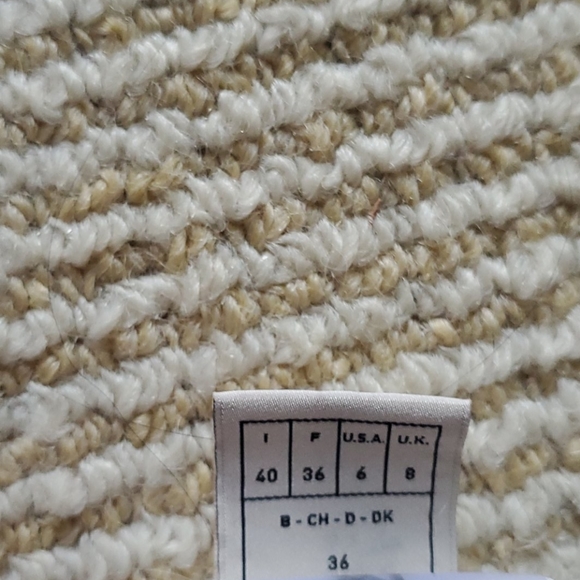 I F U.S.A. U.K.
40 36 6 8
B - CH - D - DK
36